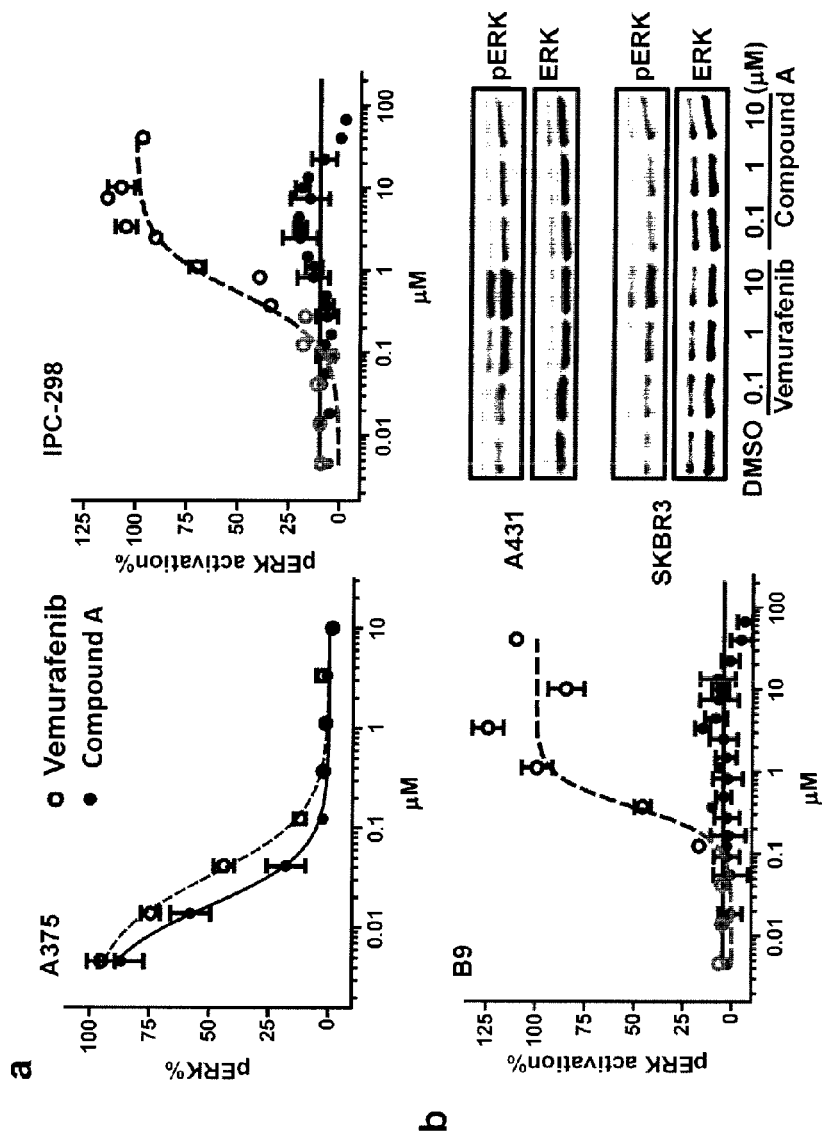 a
A375
Vemurafenib
Compound A
pERK%
100
75
50
25
0
0.01
0.1
1
10
µM
IPC-298
pERK activation%
125
100
75
50
25
0
0.01
0.1
1
10
100
µM
b
B9
pERK activation%
125
100
75
50
25
0
0.01
0.1
1
10
100
µM
A431
pERK
ERK
SKBR3
pERK
ERK
DMSO 0.1 1 10 0.1 1 10 (µM)
Vemurafenib Compound A